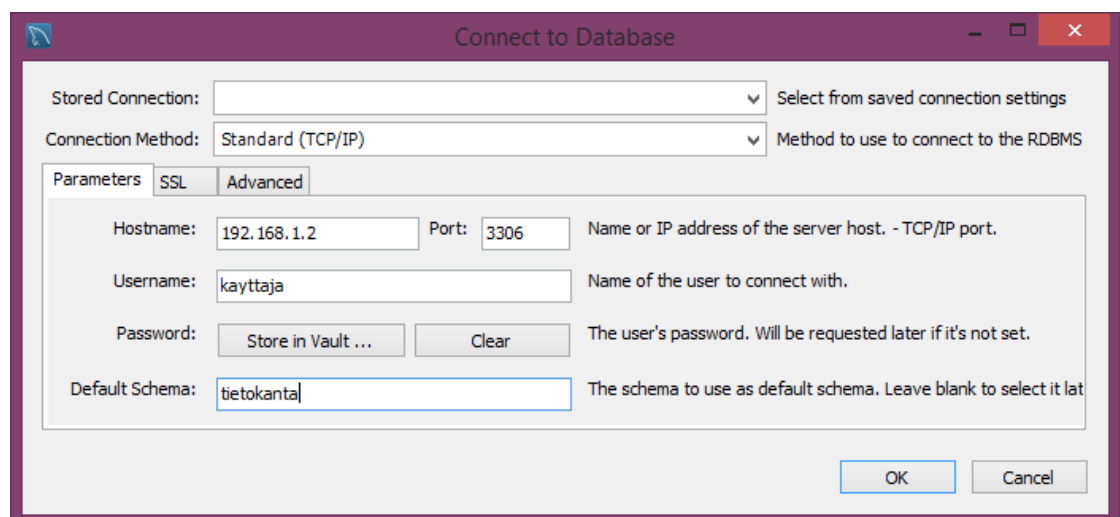 Connect to Database
Stored Connection: Select from saved connection settings
Connection Method: Standard (TCP/IP) Method to use to connect to the RDBMS
Parameters SSL Advanced
Hostname: 192.168.1.2 Port: 3306 Name or IP address of the server host. - TCP/IP port.
Username: kayttaja Name of the user to connect with.
Password: Store in Vault ... Clear The user's password. Will be requested later if it's not set.
Default Schema: tietokanta The schema to use as default schema. Leave blank to select it lat
OK Cancel